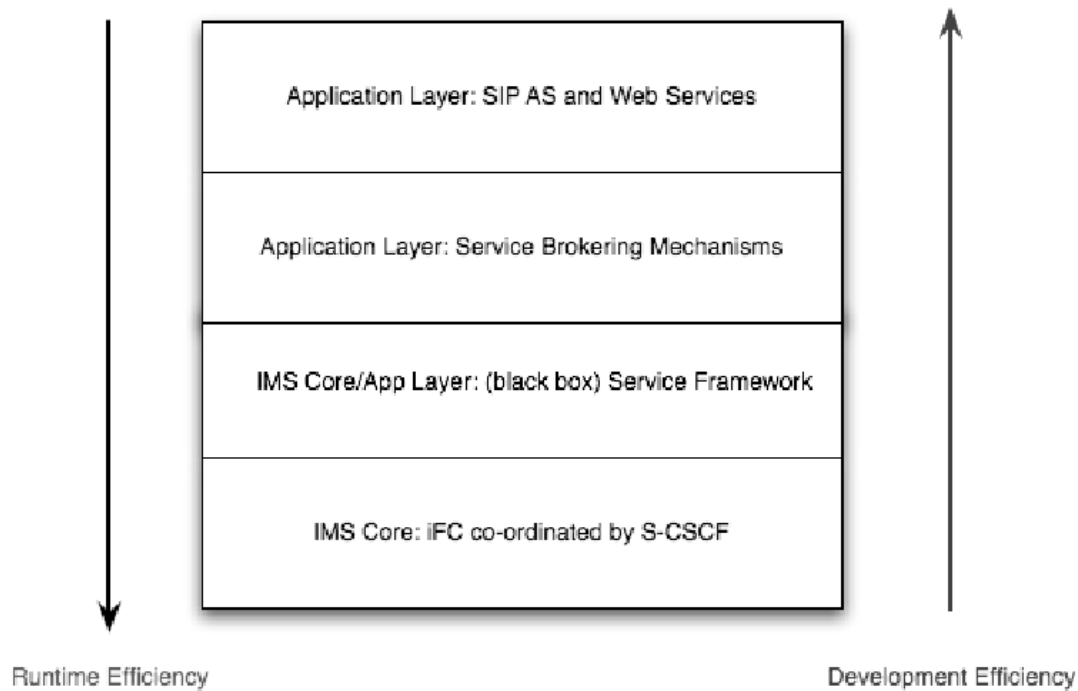 Application Layer: SIP AS and Web Services
Application Layer: Service Brokering Mechanisms
IMS Core/App Layer: (black box) Service Framework
IMS Core: iFC co-ordinated by S-CSCF
Runtime Efficiency
Development Efficiency